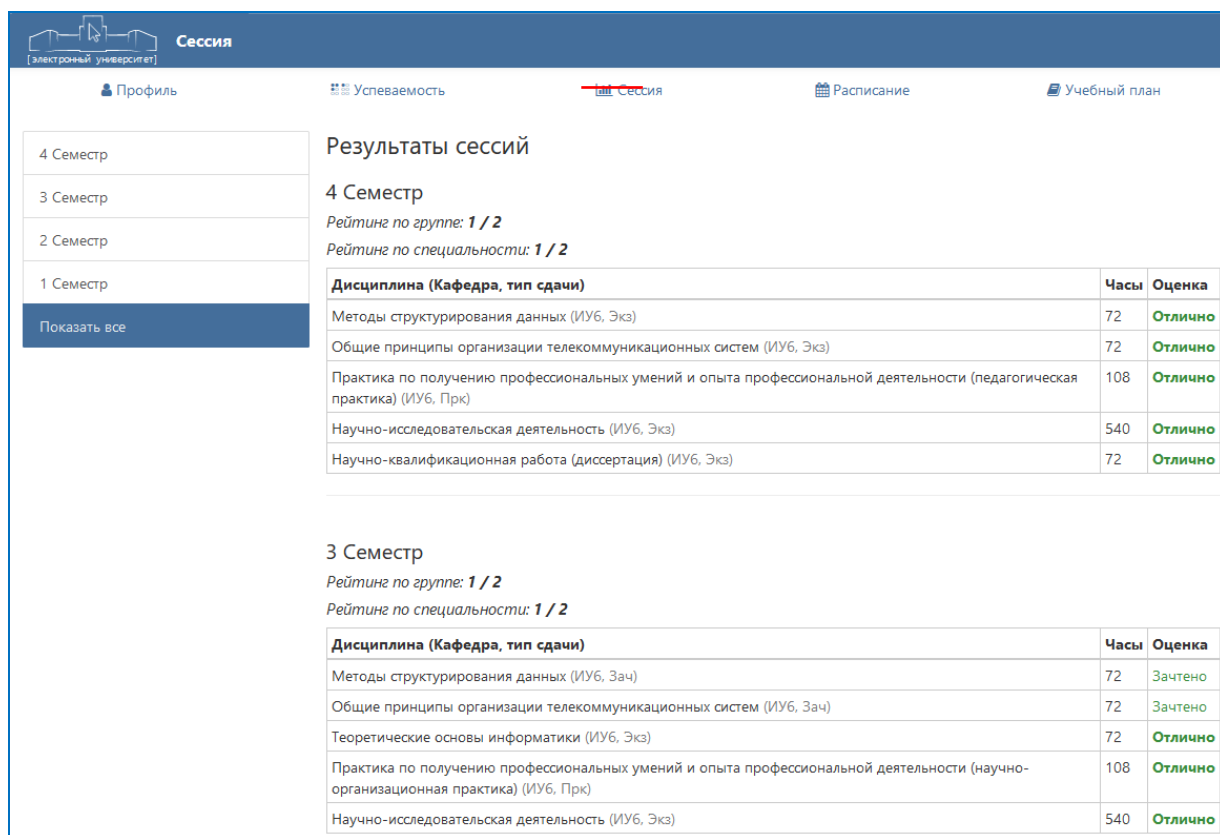 Сессия
[электронный университет]
Профиль
Успеваемость
Сессия
Расписание
Учебный план
4 Семестр
3 Семестр
2 Семестр
1 Семестр
Показать все
Результаты сессий
4 Семестр
Рейтинг по группе: 1 / 2
Рейтинг по специальности: 1 / 2
Дисциплина (Кафедра, тип сдачи) Часы Оценка
Методы структурирования данных (ИУ6, Экз) 72 Отлично
Общие принципы организации телекоммуникационных систем (ИУ6, Экз) 72 Отлично
Практика по получению профессиональных умений и опыта профессиональной деятельности (педагогическая 108 Отлично
практика) (ИУ6, Прк)
Научно-исследовательская деятельность (ИУ6, Экз) 540 Отлично
Научно-квалификационная работа (диссертация) (ИУ6, Экз) 72 Отлично
3 Семестр
Рейтинг по группе: 1 / 2
Рейтинг по специальности: 1 / 2
Дисциплина (Кафедра, тип сдачи) Часы Оценка
Методы структурирования данных (ИУ6, Зач) 72 Зачтено
Общие принципы организации телекоммуникационных систем (ИУ6, Зач) 72 Зачтено
Теоретические основы информатики (ИУ6, Экз) 72 Отлично
Практика по получению профессиональных умений и опыта профессиональной деятельности (научно- 108 Отлично
организационная практика) (ИУ6, Прк)
Научно-исследовательская деятельность (ИУ6, Экз) 540 Отлично